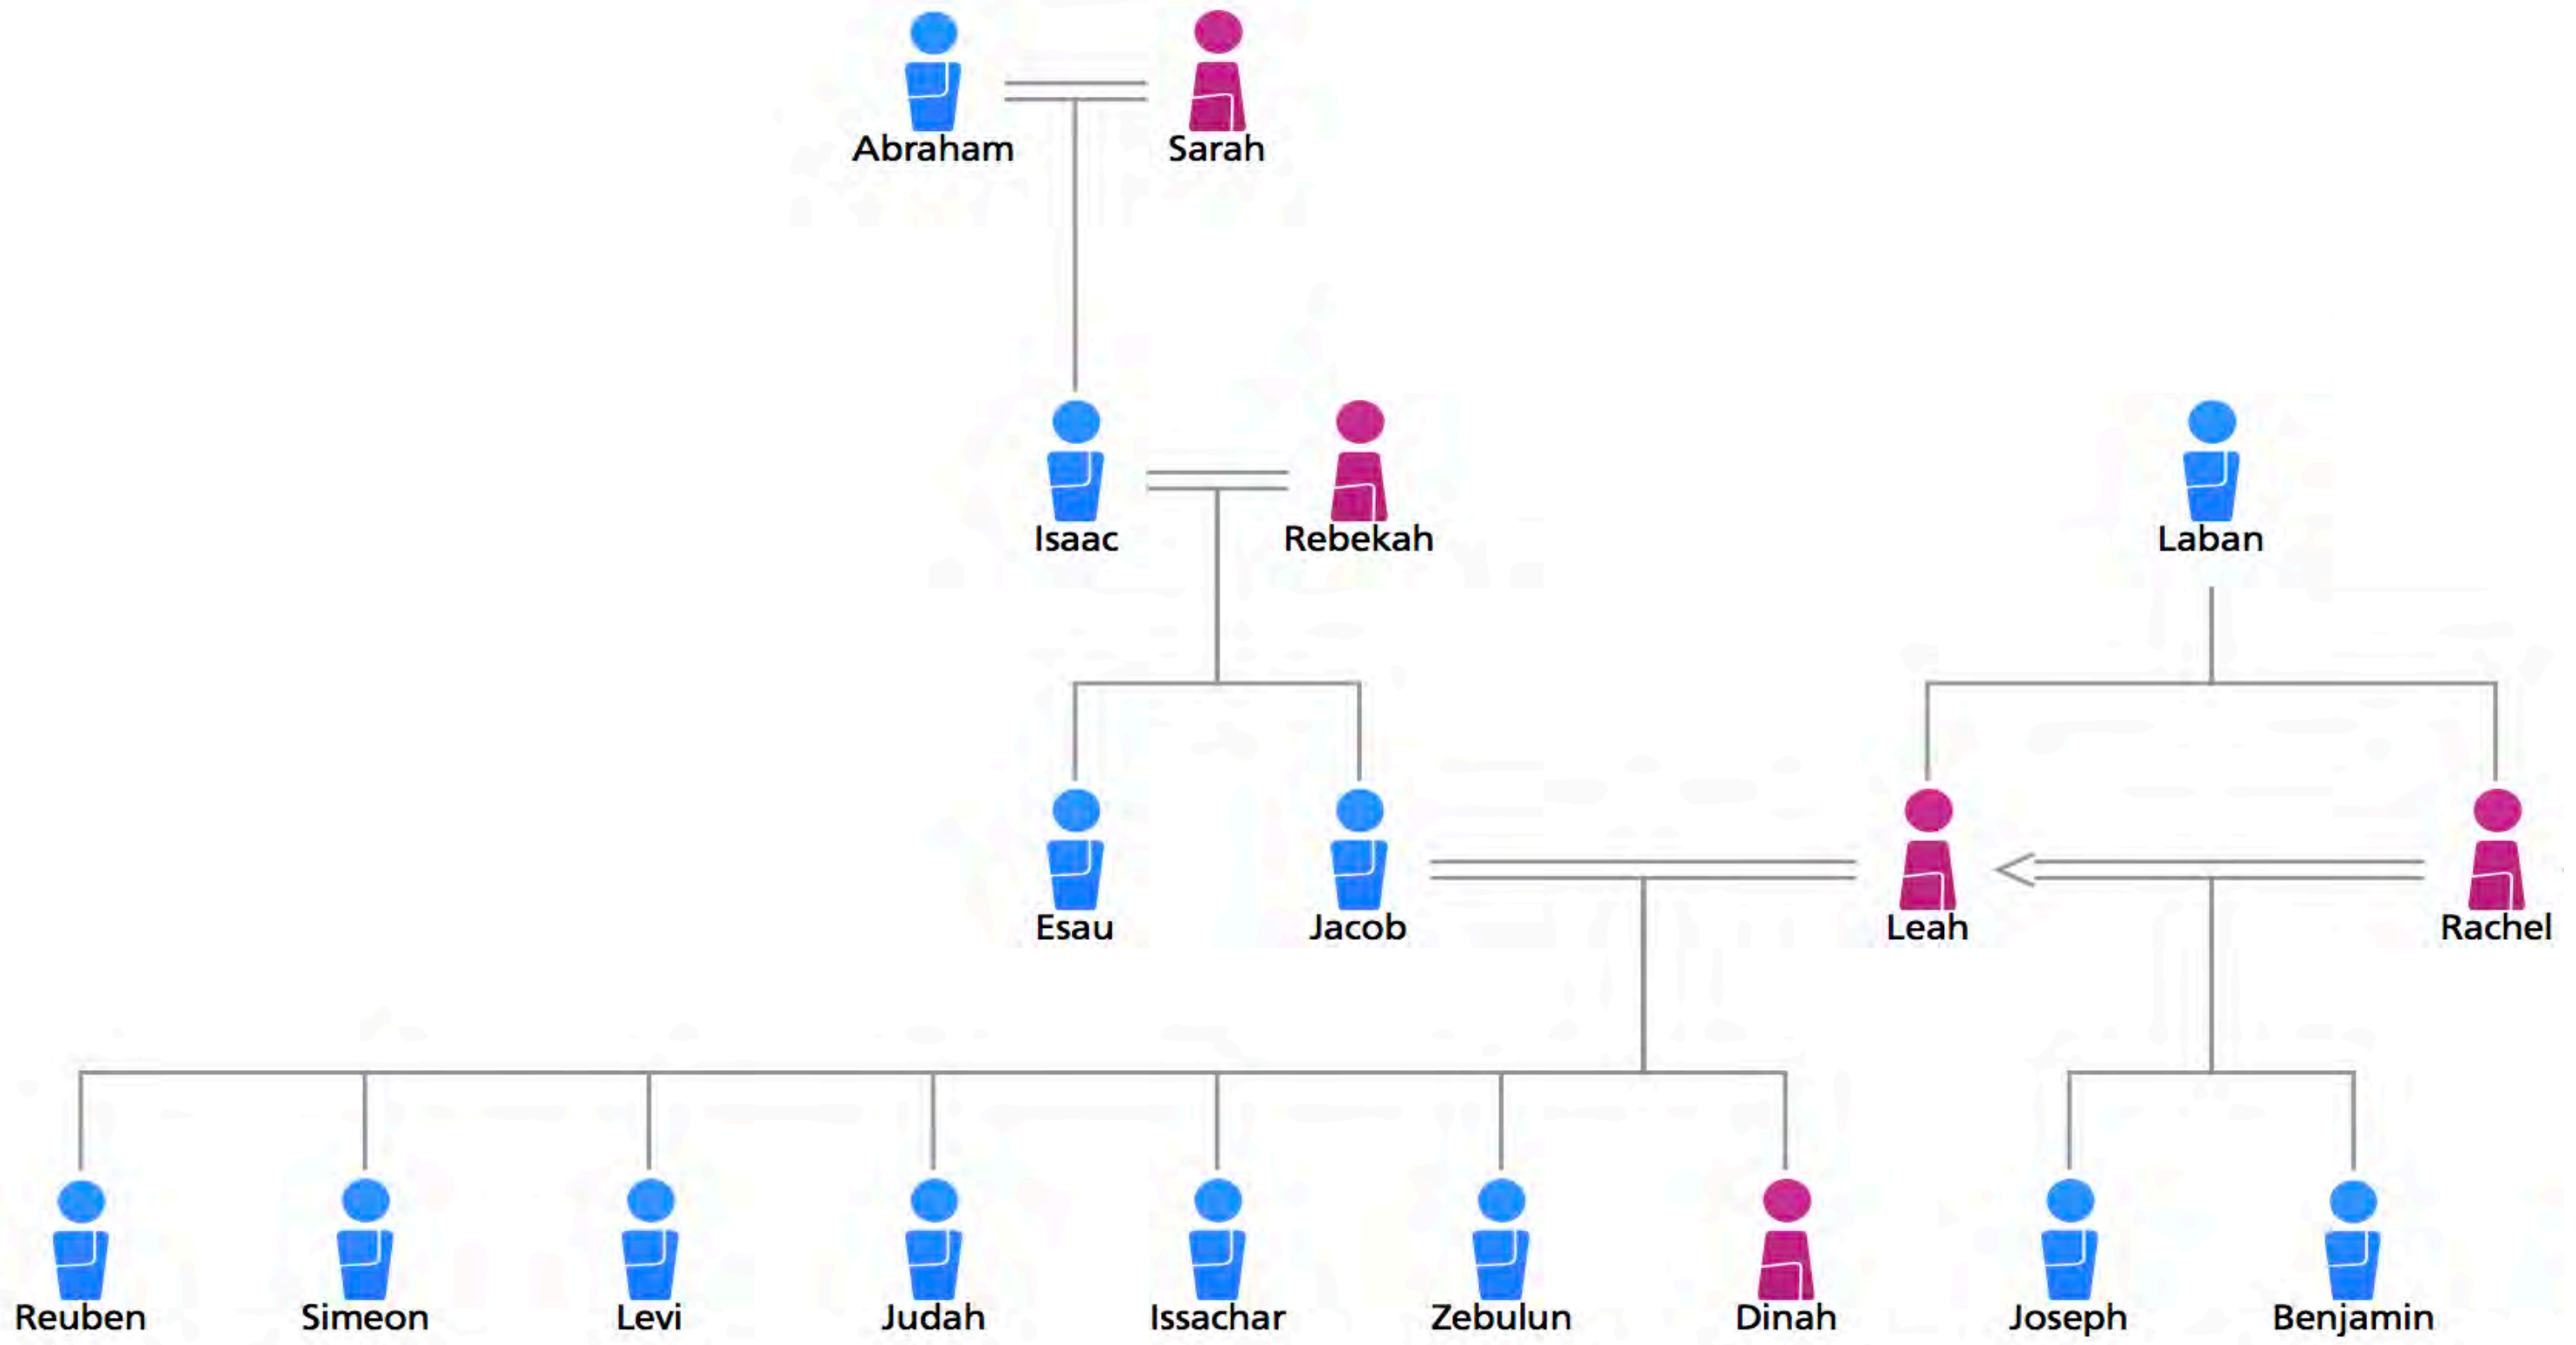 Abraham Sarah
Isaac Rebekah Laban
Esau Jacob Leah Rachel
Reuben Simeon Levi Judah Issachar Zebulun Dinah Joseph Benjamin